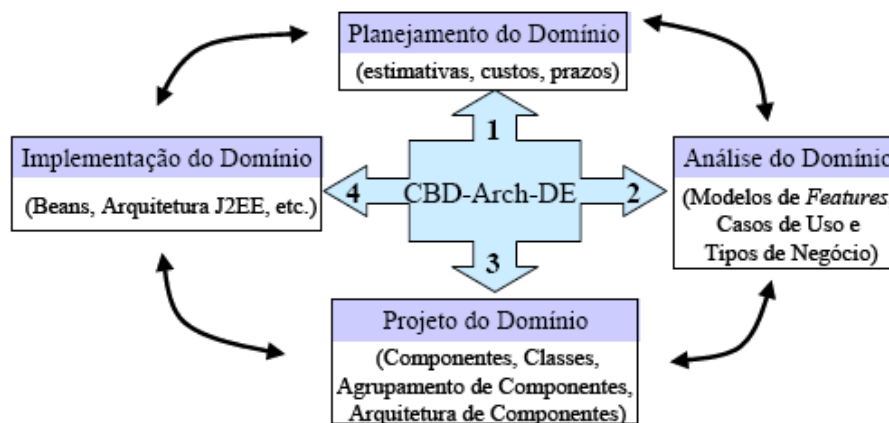 Planejamento do Domínio
(estimativas, custos, prazos)
1
Implementação do Domínio
(Beans, Arquitetura J2EE, etc.)
4
CBD-Arch-DE
2
Análise do Domínio
(Modelos de Features
Casos de Uso e
Tipos de Negócio)
3
Projeto do Domínio
(Componentes, Classes,
Agrupamento de Componentes,
Arquitetura de Componentes)